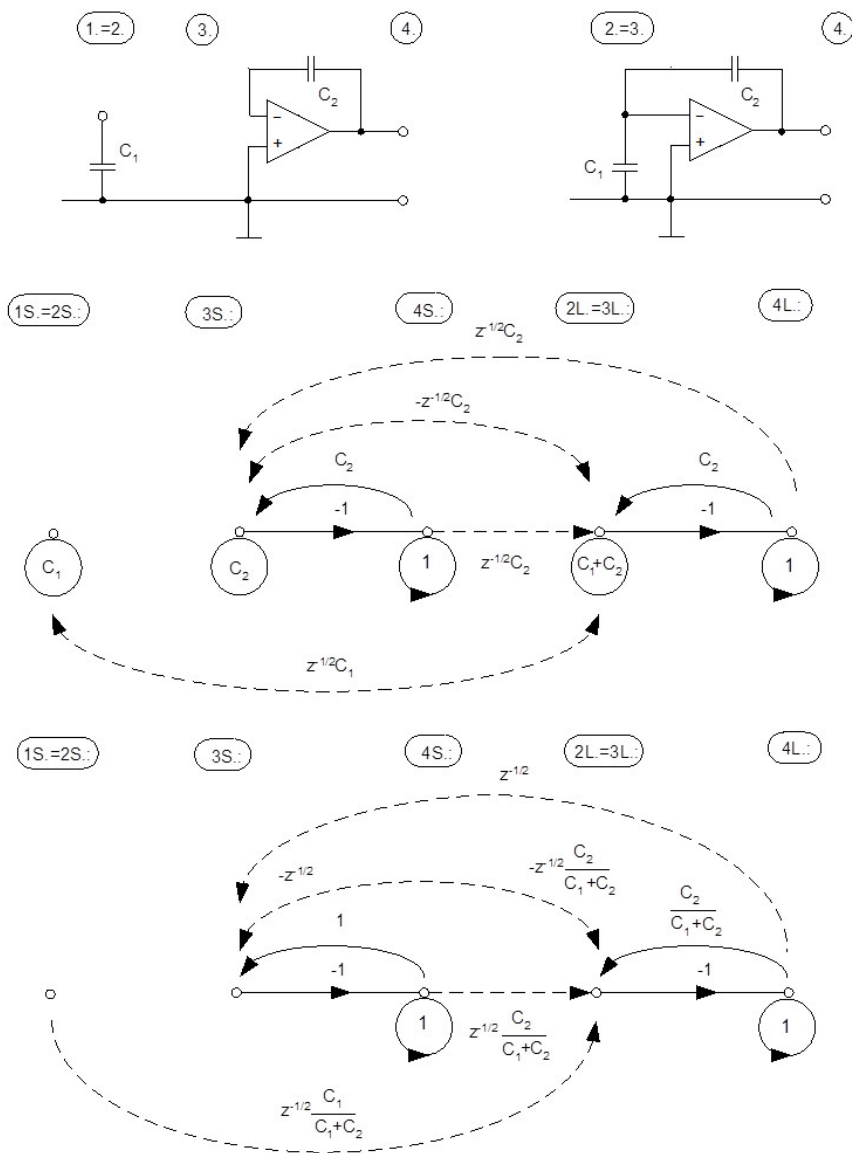 1.=2. 3. 4. 2.=3. 4.
C₂ C₂
− −
C₁ + C₁ +
1S.=2S.: 3S.: 4S.: 2L.=3L.: 4L.:
z⁻¹/²C₂
-z⁻¹/²C₂
C₂ C₂
-1 -1
C₁ C₂ 1 z⁻¹/²C₂ C₁+C₂ 1
z⁻¹/²C₁
1S.=2S.: 3S.: 4S.: 2L.=3L.: 4L.:
z⁻¹/²
-z⁻¹/² -z⁻¹/² C₂/C₁+C₂
1 C₂/C₁+C₂
-1 -1
1 z⁻¹/² C₂/C₁+C₂ 1
z⁻¹/² C₁/C₁+C₂